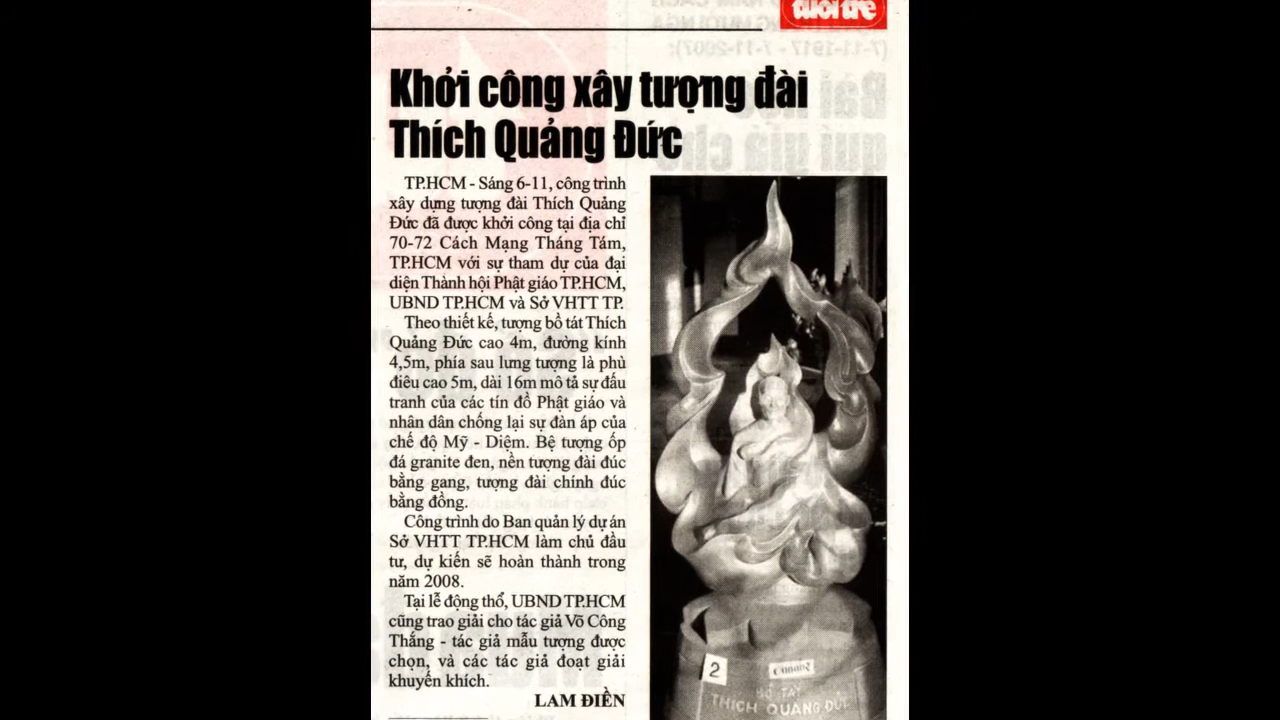 tuổi trẻ
Khởi công xây tượng đài
Thích Quảng Đức
TP.HCM - Sáng 6-11, công trình
xây dựng tượng đài Thích Quảng
Đức đã được khởi công tại địa chỉ
70-72 Cách Mạng Tháng Tám,
TP.HCM với sự tham dự của đại
diện Thành hội Phật giáo TP.HCM,
UBND TP.HCM và Sở VHTT TP.
Theo thiết kế, tượng bồ tát Thích
Quảng Đức cao 4m, đường kính
4,5m, phía sau lưng tượng là phù
điêu cao 5m, dài 16m mô tả sự đấu
tranh của các tín đồ Phật giáo và
nhân dân chống lại sự đàn áp của
chế độ Mỹ - Diệm. Bệ tượng ốp
đá granite đen, nền tượng đài đúc
bằng gang, tượng đài chính đúc
bằng đồng.
Công trình do Ban quản lý dự án
Sở VHTT TP.HCM làm chủ đầu
tư, dự kiến sẽ hoàn thành trong
năm 2008.
Tại lễ động thổ, UBND TP.HCM
cũng trao giải cho tác giả Võ Công
Thắng - tác giả mẫu tượng được
chọn, và các tác giả đoạt giải
khuyến khích.
LAM ĐIỀN
2
BỒ TÁT
THÍCH QUẢNG ĐỨC